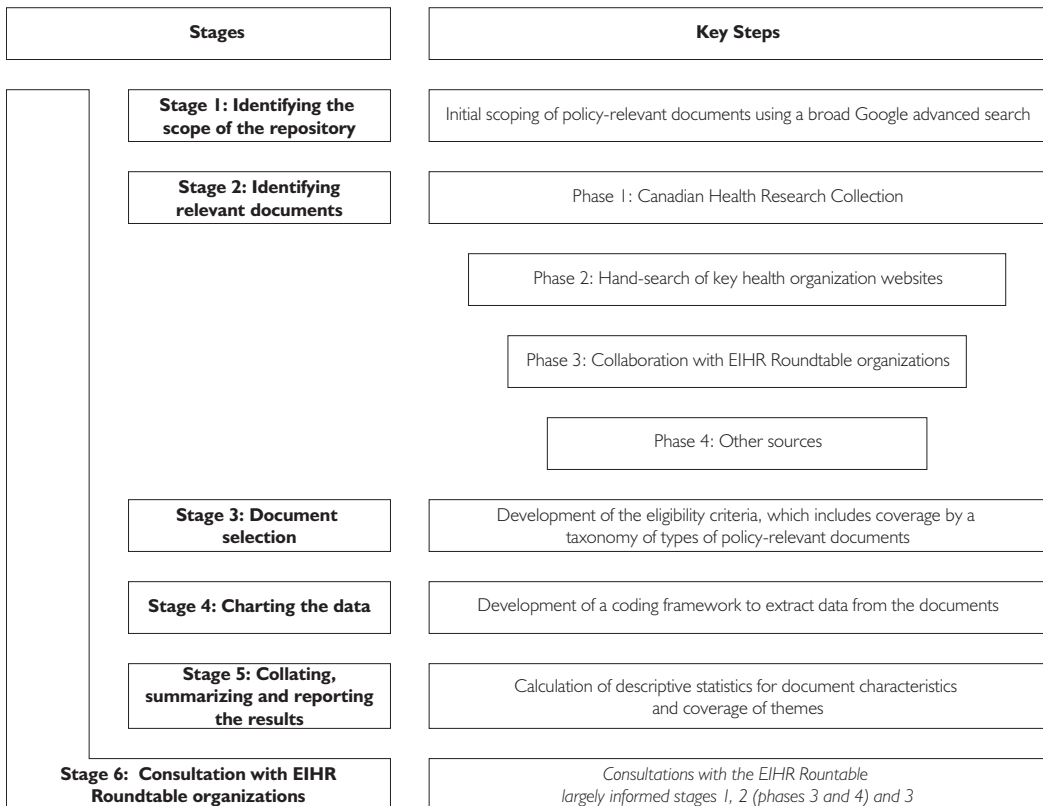 Stages
Key Steps
Stage 1: Identifying the
scope of the repository
Initial scoping of policy-relevant documents using a broad Google advanced search
Stage 2: Identifying
relevant documents
Phase 1: Canadian Health Research Collection
Phase 2: Hand-search of key health organization websites
Phase 3: Collaboration with EIHR Roundtable organizations
Phase 4: Other sources
Stage 3: Document
selection
Development of the eligibility criteria, which includes coverage by a
taxonomy of types of policy-relevant documents
Stage 4: Charting the data
Development of a coding framework to extract data from the documents
Stage 5: Collating,
summarizing and reporting
the results
Calculation of descriptive statistics for document characteristics
and coverage of themes
Stage 6: Consultation with EIHR
Roundtable organizations
Consultations with the EIHR Rountable
largely informed stages 1, 2 (phases 3 and 4) and 3